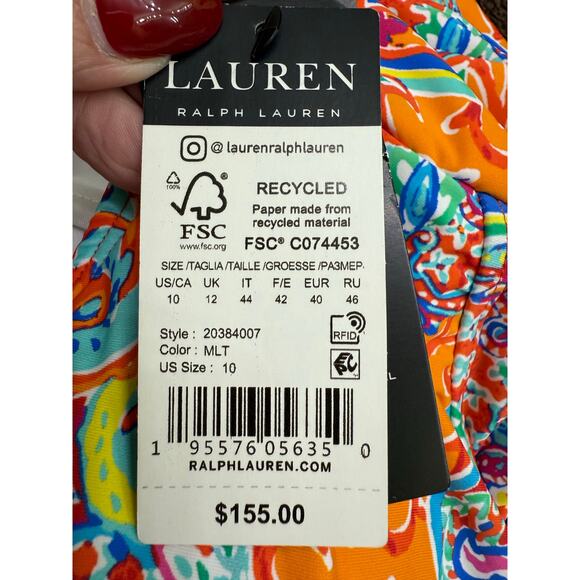 LAUREN
RALPH LAUREN
@ laurenralphlauren
100%
FSC®
www.fsc.org
RECYCLED
Paper made from
recycled material
FSC® C074453
SIZE /TAGLIA /TAILLE /GROESSE /РАЗМЕР
US/CA UK IT F/E EUR RU
10 12 44 42 40 46
Style : 20384007
Color : MLT
US Size : 10
RFID
1 95576 05635 0
RALPHLAUREN.COM
$155.00